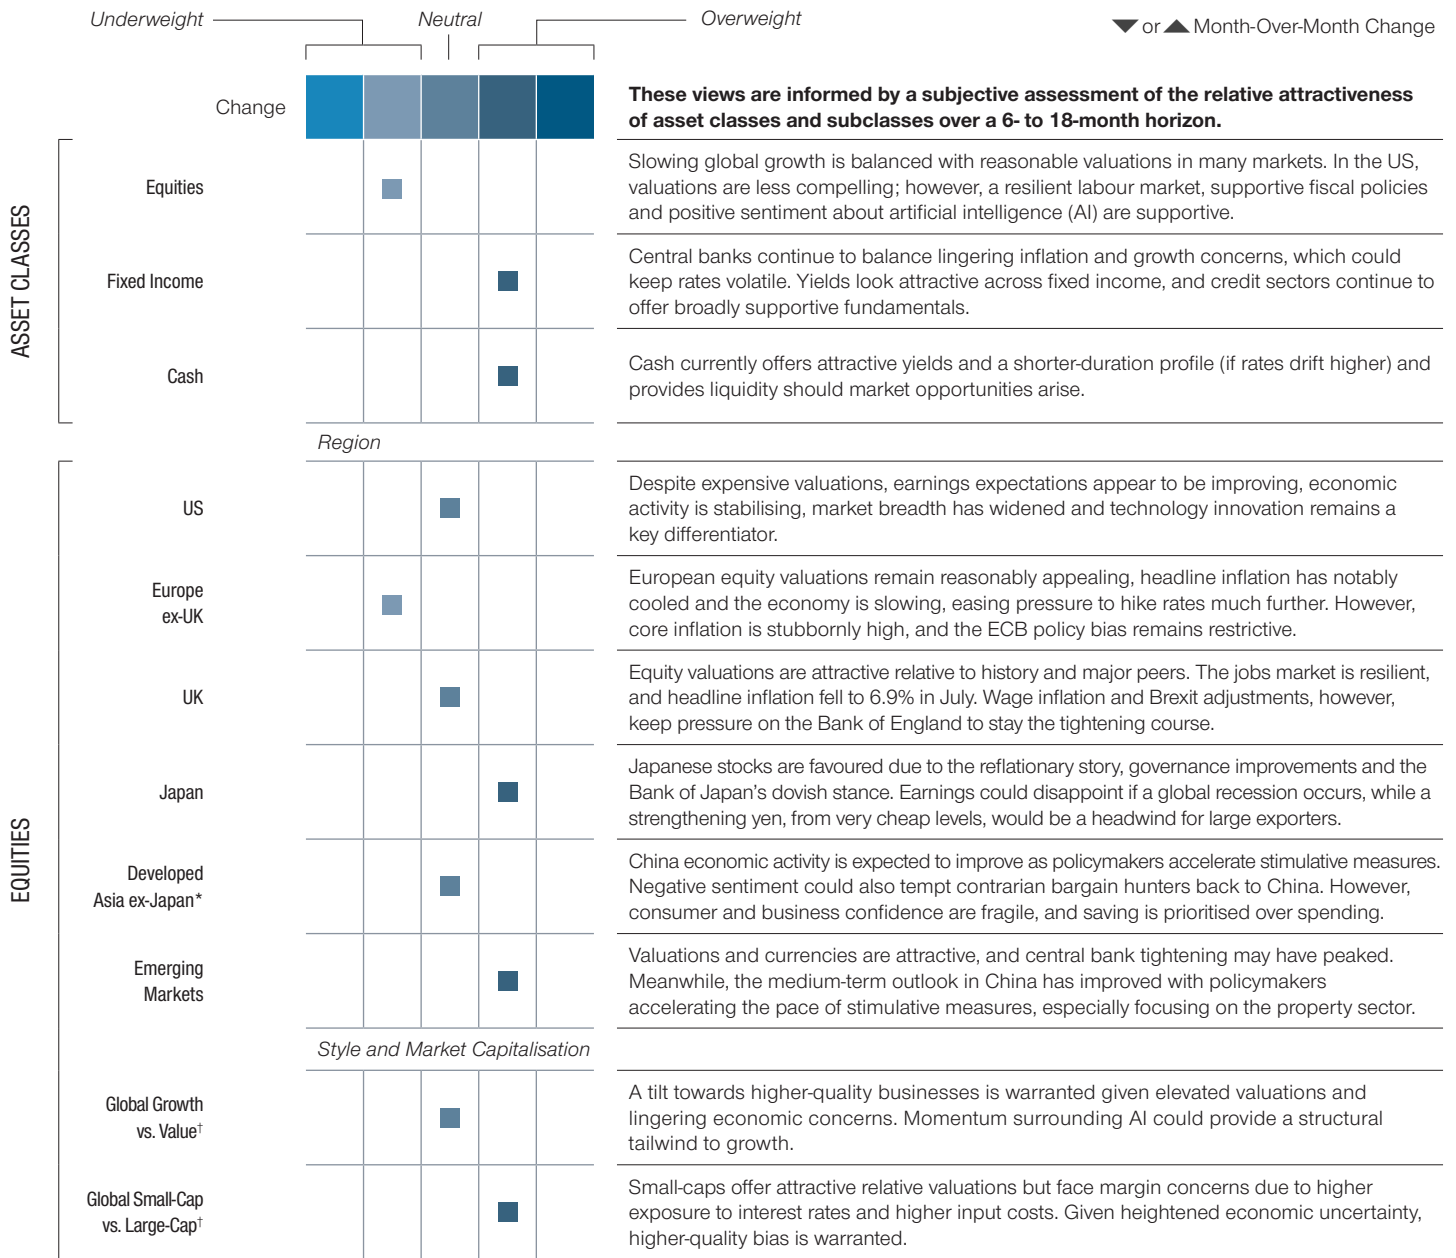 Underweight
Neutral
Overweight
▼ or ▲ Month-Over-Month Change
Change
These views are informed by a subjective assessment of the relative attractiveness
of asset classes and subclasses over a 6- to 18-month horizon.
ASSET CLASSES
Equities
Slowing global growth is balanced with reasonable valuations in many markets. In the US,
valuations are less compelling; however, a resilient labour market, supportive fiscal policies
and positive sentiment about artificial intelligence (AI) are supportive.
Fixed Income
Central banks continue to balance lingering inflation and growth concerns, which could
keep rates volatile. Yields look attractive across fixed income, and credit sectors continue to
offer broadly supportive fundamentals.
Cash
Cash currently offers attractive yields and a shorter-duration profile (if rates drift higher) and
provides liquidity should market opportunities arise.
Region
EQUITIES
US
Despite expensive valuations, earnings expectations appear to be improving, economic
activity is stabilising, market breadth has widened and technology innovation remains a
key differentiator.
Europe
ex-UK
European equity valuations remain reasonably appealing, headline inflation has notably
cooled and the economy is slowing, easing pressure to hike rates much further. However,
core inflation is stubbornly high, and the ECB policy bias remains restrictive.
UK
Equity valuations are attractive relative to history and major peers. The jobs market is resilient,
and headline inflation fell to 6.9% in July. Wage inflation and Brexit adjustments, however,
keep pressure on the Bank of England to stay the tightening course.
Japan
Japanese stocks are favoured due to the reflationary story, governance improvements and the
Bank of Japan's dovish stance. Earnings could disappoint if a global recession occurs, while a
strengthening yen, from very cheap levels, would be a headwind for large exporters.
Developed
Asia ex-Japan*
China economic activity is expected to improve as policymakers accelerate stimulative measures.
Negative sentiment could also tempt contrarian bargain hunters back to China. However,
consumer and business confidence are fragile, and saving is prioritised over spending.
Emerging
Markets
Valuations and currencies are attractive, and central bank tightening may have peaked.
Meanwhile, the medium-term outlook in China has improved with policymakers
accelerating the pace of stimulative measures, especially focusing on the property sector.
Style and Market Capitalisation
Global Growth
vs. Value†
A tilt towards higher-quality businesses is warranted given elevated valuations and
lingering economic concerns. Momentum surrounding AI could provide a structural
tailwind to growth.
Global Small-Cap
vs. Large-Cap†
Small-caps offer attractive relative valuations but face margin concerns due to higher
exposure to interest rates and higher input costs. Given heightened economic uncertainty,
higher-quality bias is warranted.